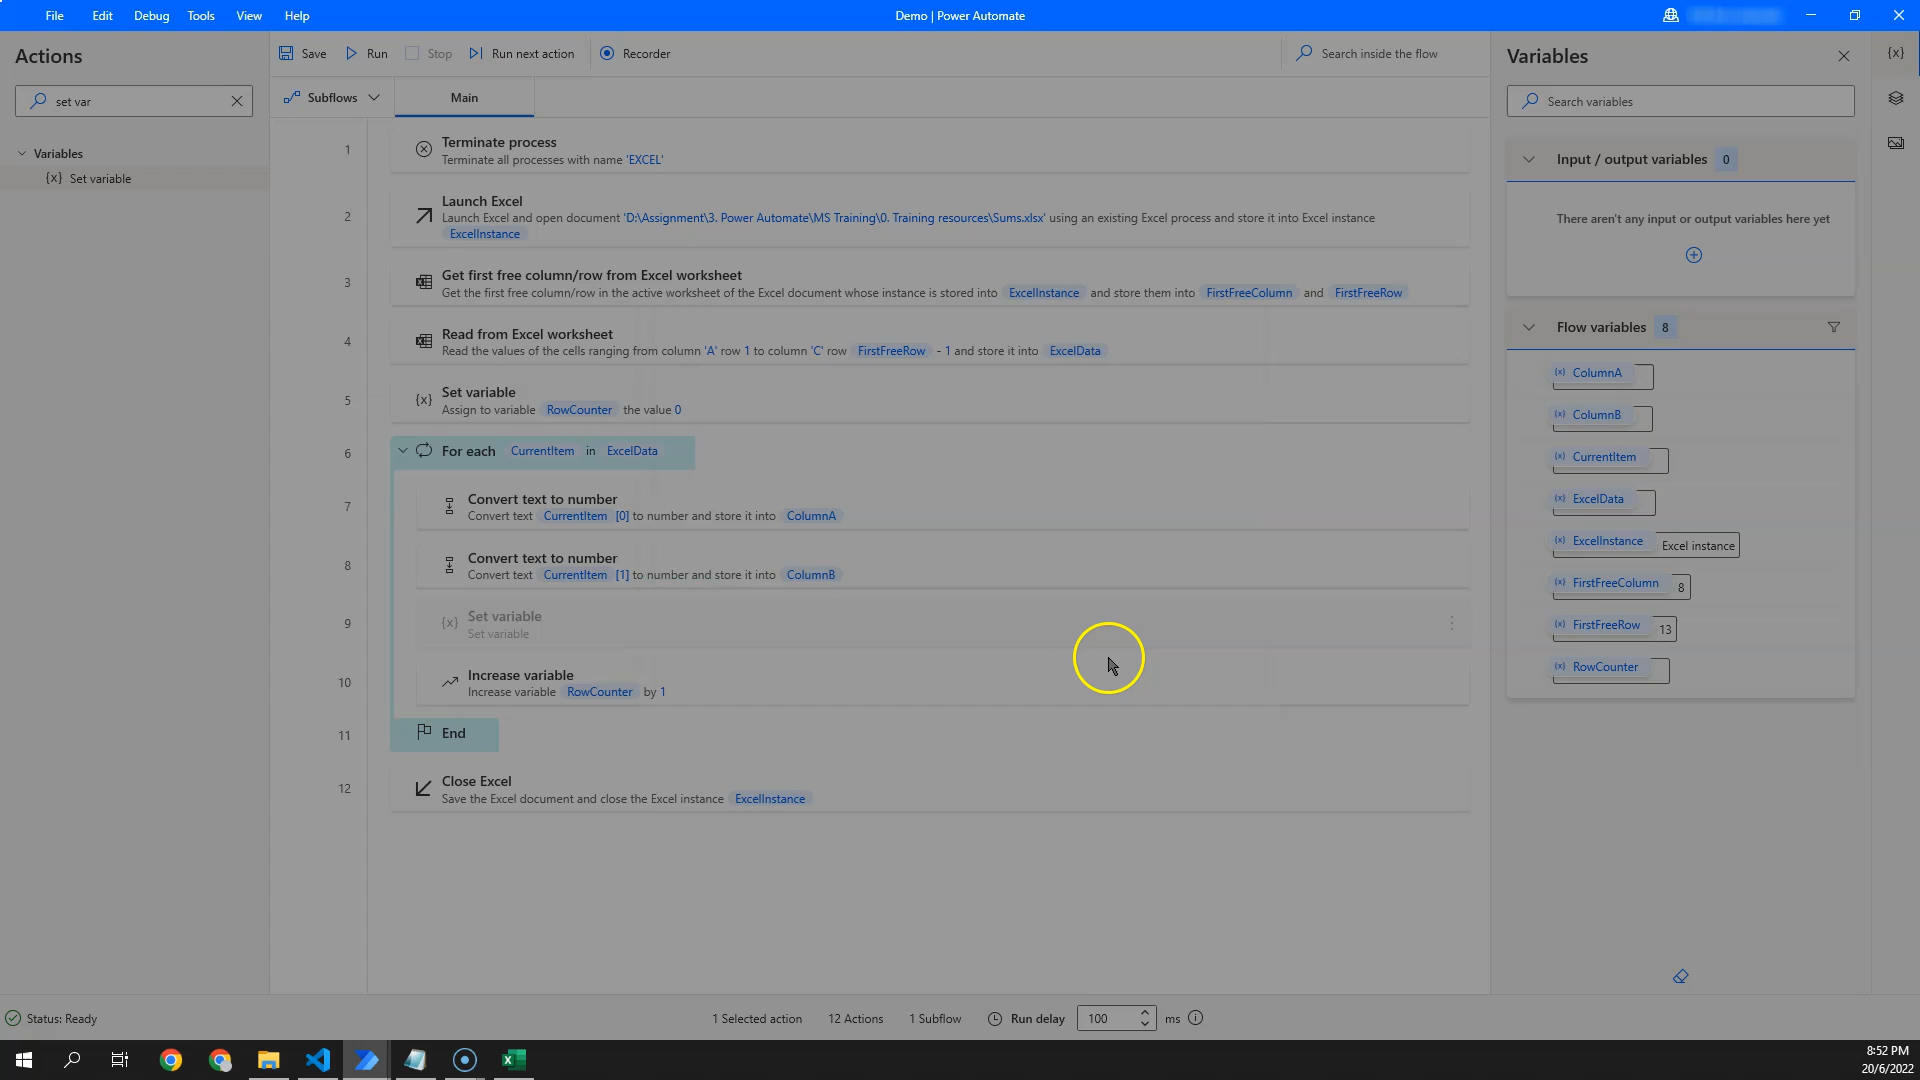 File Edit Debug Tools View Help
Demo | Power Automate
Actions
set var
Variables
{x} Set variable
Save Run Stop Run next action Recorder
Search inside the flow
Subflows
Main
1
Terminate process
Terminate all processes with name 'EXCEL'
2
Launch Excel
Launch Excel and open document 'D:\Assignment\3. Power Automate\MS Training\0. Training resources\Sums.xlsx' using an existing Excel process and store it into Excel instance
ExcelInstance
3
Get first free column/row from Excel worksheet
Get the first free column/row in the active worksheet of the Excel document whose instance is stored into ExcelInstance and store them into FirstFreeColumn and FirstFreeRow
4
Read from Excel worksheet
Read the values of the cells ranging from column 'A' row 1 to column 'C' row FirstFreeRow - 1 and store it into ExcelData
5
{x} Set variable
Assign to variable RowCounter the value 0
6
For each CurrentItem in ExcelData
7
Convert text to number
Convert text CurrentItem [0] to number and store it into ColumnA
8
Convert text to number
Convert text CurrentItem [1] to number and store it into ColumnB
9
{x} Set variable
Set variable
10
Increase variable
Increase variable RowCounter by 1
11
End
12
Close Excel
Save the Excel document and close the Excel instance ExcelInstance
Variables
{x}
Search variables
Input / output variables 0
There aren't any input or output variables here yet
Flow variables 8
(x) ColumnA
(x) ColumnB
(x) CurrentItem
(x) ExcelData
(x) ExcelInstance Excel instance
(x) FirstFreeColumn 8
(x) FirstFreeRow 13
(x) RowCounter
Status: Ready
1 Selected action 12 Actions 1 Subflow Run delay 100 ms
8:52 PM
20/6/2022